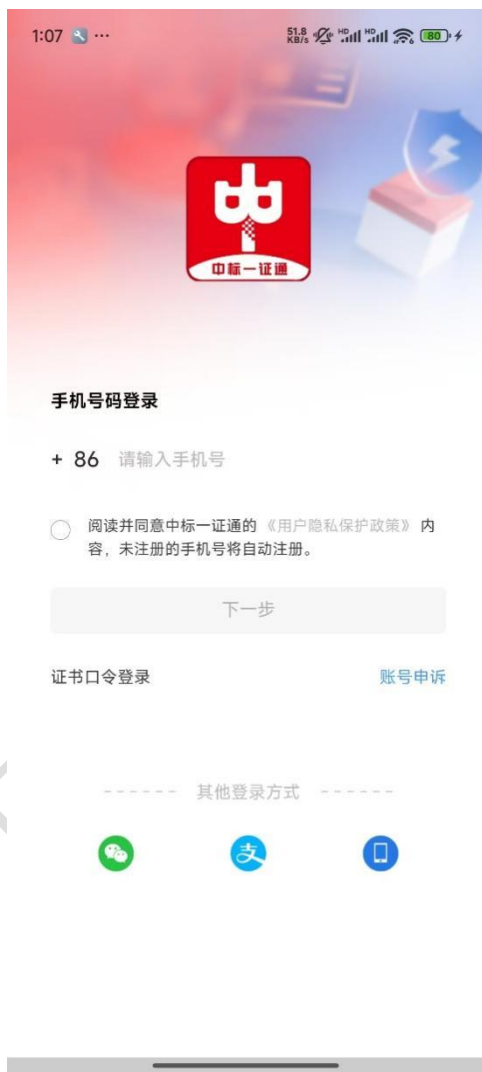 1:07 ... 51.8 KB/s HD HD 80
中标一证通
手机号码登录
+ 86 请输入手机号
阅读并同意中标一证通的《用户隐私保护政策》内
容，未注册的手机号将自动注册。
下一步
证书口令登录 账号申诉
------ 其他登录方式 ------
支